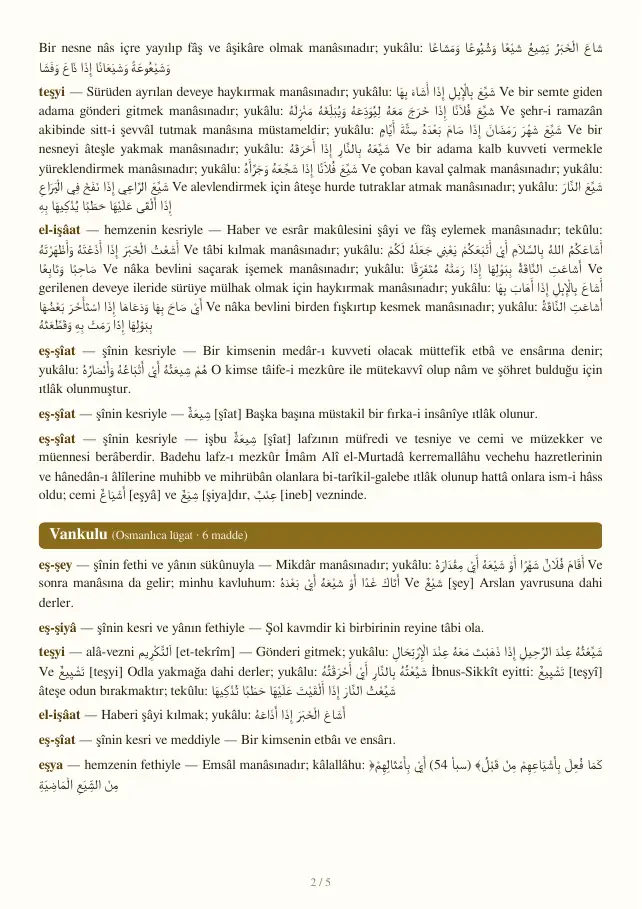 Bir nesne nâs içre yayılıp fâş ve âşikâre olmak manâsınadır; yukâlu: شَاعَ الْخَبَرُ يَشِيعُ شَيْعًا وَشُيُوعًا وَمَشَاعًا
وَشَيْعُوعَةً وَشَيَعَانًا إِذَا ذَاعَ وَفَشَا
teşyi — Sürüden ayrılan deveye haykırmak manâsınadır; yukâlu: شَيَّعَ بِالْإِبِلِ إِذَا أَشَاءَ بِهَا Ve bir semte giden
adama gönderi gitmek manâsınadır; yukâlu: شَيَّعَ فُلَانًا إِذَا خَرَجَ مَعَهُ لِيُوَدِّعَهُ وَيُبَلِّغَهُ مَنْزِلَهُ Ve şehr-i ramazân
akibinde sitt-i şevvâl tutmak manâsına müstameldir; yukâlu: شَيَّعَ شَهْرَ رَمَضَانَ إِذَا صَامَ بَعْدَهُ سِتَّةَ أَيَّامٍ Ve bir
nesneyi âteşle yakmak manâsınadır; yukâlu: شَيَّعَهُ بِالنَّارِ إِذَا أَحْرَقَهُ Ve bir adama kalb kuvveti vermekle
yüreklendirmek manâsınadır; yukâlu: شَيَّعَ فُلَانًا إِذَا شَجَّعَهُ وَجَرَّأَهُ Ve çoban kaval çalmak manâsınadır; yukâlu:
شَيَّعَ الرَّاعِي إِذَا نَفَخَ فِي الْيَرَاعِ Ve alevlendirmek için âteşe hurde tutraklar atmak manâsınadır; yukâlu: شَيَّعَ النَّارَ
إِذَا أَلْقَى عَلَيْهَا حَطَبًا يُذْكِيهَا بِهِ
el-işâat — hemzenin kesriyle — Haber ve esrâr makûlesini şâyi ve fâş eylemek manâsınadır; tekûlu:
أَشَعْتُ الْخَبَرَ إِذَا أَذَعْتَهُ وَأَظْهَرْتَهُ Ve tâbi kılmak manâsınadır; yukâlu: أَشَاعَكُمُ اللهُ بِالسَّلَامِ أَيْ أَتْبَعَكُمْ يَعْنِي جَعَلَهُ لَكُمْ
صَاحِبًا وَتَابِعًا Ve nâka bevlini saçarak işemek manâsınadır; yukâlu: أَشَاعَتِ النَّاقَةُ بِبَوْلِهَا إِذَا رَمَتْهُ مُتَفَرِّقًا Ve
gerilenen deveye ileride sürüye mülhak olmak için haykırmak manâsınadır; yukâlu: أَشَاعَ بِالْإِبِلِ إِذَا أَهَابَ بِهَا
أَيْ صَاحَ بِهَا وَدَعَاهَا إِذَا اسْتَأْخَرَ بَعْضُهَا Ve nâka bevlini birden fışkırtıp kesmek manâsınadır; yukâlu: أَشَاعَتِ النَّاقَةُ
بِبَوْلِهَا إِذَا رَمَتْ بِهِ وَقَطَّعَتْهُ
eş-şîat — şînin kesriyle — Bir kimsenin medâr-ı kuvveti olacak müttefik etbâ ve ensârına denir;
yukâlu: هُمْ شِيعَتُهُ أَيْ أَتْبَاعُهُ وَأَنْصَارُهُ O kimse tâife-i mezkûre ile mütekavvî olup nâm ve şöhret bulduğu için
ıtlâk olunmuştur.
eş-şîat — şînin kesriyle — شِيعَةٌ [şîat] Başka başına müstakil bir fırka-i insânîye ıtlâk olunur.
eş-şîat — şînin kesriyle — işbu شِيعَةٌ [şîat] lafzının müfredi ve tesniye ve cemi ve müzekker ve
müennesi berâberdir. Badehu lafz-ı mezkûr İmâm Alî el-Murtadâ kerremallâhu vechehu hazretlerinin
ve hânedân-ı âlîlerine muhibb ve mihrübân olanlara bi-tarîkil-galebe ıtlâk olunup hattâ onlara ism-i hâss
oldu; cemi أَشْيَاعٌ [eşyâ] ve شِيَعٌ [şiya]dır, عِنَبٌ [ineb] vezninde.
Vankulu (Osmanlıca lügat · 6 madde)
eş-şey — şînin fethi ve yânın sükûnuyla — Mikdâr manâsınadır; yukâlu: أَقَامَ فُلَانٌ شَهْرًا أَوْ شَيْعَهُ أَيْ مِقْدَارَهُ Ve
sonra manâsına da gelir; minhu kavluhum: أَتَاكَ غَدًا أَوْ شَيْعَهُ أَيْ بَعْدَهُ Ve شَيْعٌ [şey] Arslan yavrusuna dahi
derler.
eş-şiyâ — şînin kesri ve yânın fethiyle — Şol kavmdir ki birbirinin reyine tâbi ola.
teşyi — alâ-vezni اَلتَّكْرِيم [et-tekrîm] — Gönderi gitmek; yukâlu: شَيَّعْتُهُ عِنْدَ الرَّحِيلِ إِذَا ذَهَبْتَ مَعَهُ عِنْدَ الْاِرْتِحَالِ
Ve تَشْيِيعٌ [teşyi] Odla yakmağa dahi derler; yukâlu: شَيَّعْتُهُ بِالنَّارِ أَيْ أَحْرَقْتُهُ İbnus-Sikkît eyitti: تَشْيِيعٌ [teşyî]
âteşe odun bırakmaktır; tekûlu: شَيَّعْتُ النَّارَ إِذَا أَلْقَيْتَ عَلَيْهَا حَطَبًا تُذْكِيهَا
el-işâat — Haberi şâyi kılmak; yukâlu: أَشَاعَ الْخَبَرَ إِذَا أَذَاعَهُ
eş-şîat — şînin kesri ve meddiyle — Bir kimsenin etbâı ve ensârı.
eşya — hemzenin fethiyle — Emsâl manâsınadır; kâlallâhu: ﴿كَمَا فُعِلَ بِأَشْيَاعِهِمْ مِنْ قَبْلُ﴾ (سبأ 54) أَيْ بِأَمْثَالِهِمْ
مِنَ الشِّيَعِ الْمَاضِيَةِ
2 / 5